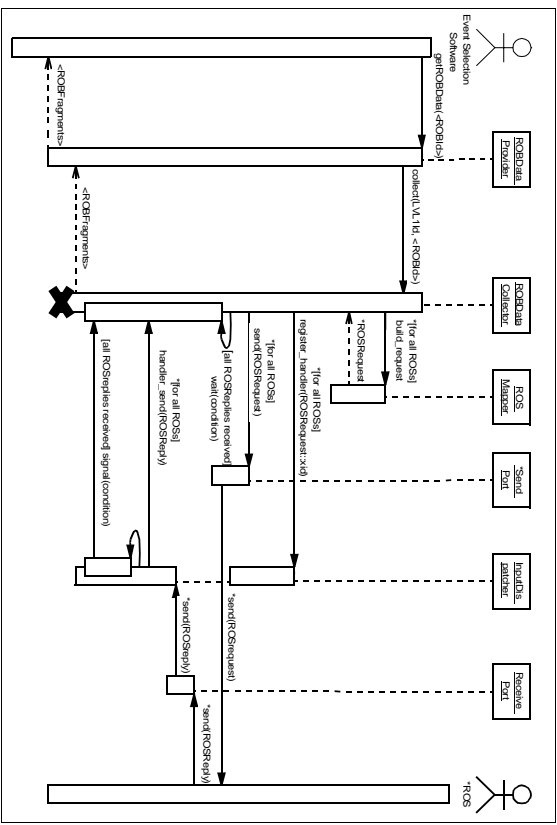 Event Selection
Software
ROBData
Provider
ROBData
Collector
ROS
Mapper
*Send
Port
InputDis
patcher
Receive
Port
*ROS
getROBData(<ROBId>)
collect(LVL1Id, <ROBId>)
*[for all ROSs]
build_request
*ROSRequest
*[for all ROSs]
register_handler(ROSRequest::xid)
*[for all ROSs]
send(ROSRequest)
*send(ROSrequest)
[all ROSReplies received]
wait(condition)
*send(ROSReply)
*send(ROSreply)
*[for all ROSs]
handler_send(ROSReply)
[all ROSreplies received] signal(condition)
<ROBFragments>
<ROBFragments>